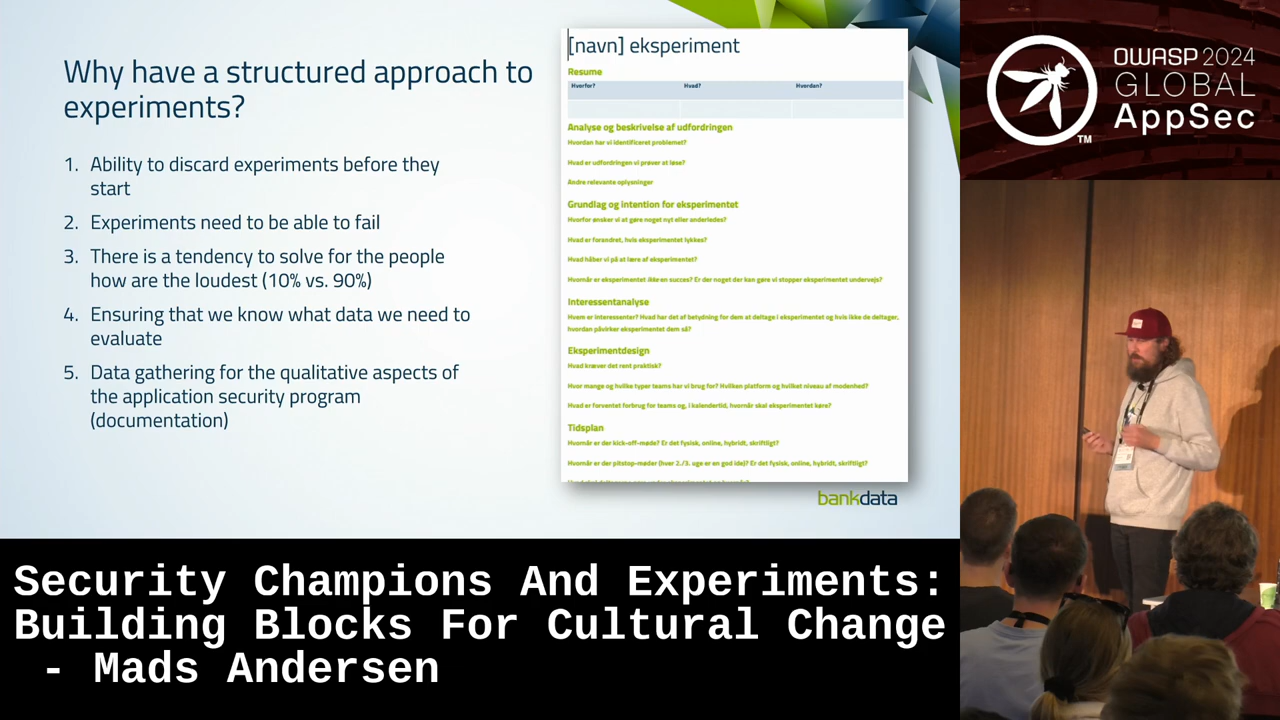 Why have a structured approach to
experiments?
1. Ability to discard experiments before they
start
2. Experiments need to be able to fail
3. There is a tendency to solve for the people
how are the loudest (10% vs. 90%)
4. Ensuring that we know what data we need to
evaluate
5. Data gathering for the qualitative aspects of
the application security program
(documentation)
[navn] eksperiment
Resume
Hvorfor? Hvad? Hvordan?
Analyse og beskrivelse af udfordringen
Hvordan har vi identificeret problemet?
Hvad er udfordringen vi prøver at løse?
Andre relevante oplysninger
Grundlag og intention for eksperimentet
Hvorfor ønsker vi at gøre noget nyt eller anderledes?
Hvad er forandret, hvis eksperimentet lykkes?
Hvad håber vi på at lære af eksperimentet?
Hvornår er eksperimentet ikke en succes? Er der noget der kan gøre vi stopper eksperimentet undervejs?
Interessentanalyse
Hvem er interessenter? Hvad har det af betydning for dem at deltage i eksperimentet og hvis ikke de deltager,
hvordan påvirker eksperimentet dem så?
Eksperimentdesign
Hvad kræver det rent praktisk?
Hvor mange og hvilke typer teams har vi brug for? Hvilken platform og hvilket niveau af modenhed?
Hvad er forventet forbrug for teams og, i kalendertid, hvornår skal eksperimentet køre?
Tidsplan
Hvornår er der kick-off-møde? Er det fysisk, online, hybridt, skriftligt?
Hvornår er der pitstop-møder (hver 2./3. uge er en god ide)? Er det fysisk, online, hybridt, skriftligt?
bankdata
OWASP 2024
GLOBAL
AppSec
TM
Security Champions And Experiments:
Building Blocks For Cultural Change
- Mads Andersen